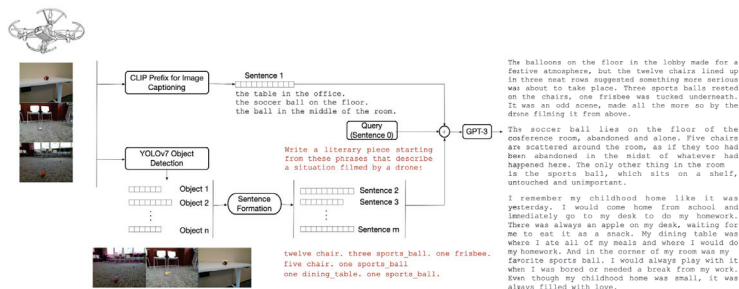 CLIP Prefix for Image
Captioning
Sentence 1
the table in the office.
the soccer ball on the floor.
the ball in the middle of the room.
Query
(Sentence 0)
c
GPT-3
Write a literary piece starting
from these phrases that describe
a situation filmed by a drone:
YOLOv7 Object
Detection
Object 1
Object 2
Object n
Sentence
Formation
Sentence 2
Sentence 3
Sentence m
twelve chair. three sports_ball. one frisbee.
five chair. one sports_ball
one dining_table. one sports_ball.
The balloons on the floor in the lobby made for a
festive atmosphere, but the twelve chairs lined up
in three neat rows suggested something more serious
was about to take place. Three sports balls rested
on the chairs, one frisbee was tucked underneath.
It was an odd scene, made all the more so by the
drone filming it from above.
The soccer ball lies on the floor of the
conference room, abandoned and alone. Five chairs
are scattered around the room, as if they too had
been abandoned in the midst of whatever had
happened here. The only other thing in the room
is the sports ball, which sits on a shelf,
untouched and unimportant.
I remember my childhood home like it was
yesterday. I would come home from school and
immediately go to my desk to do my homework.
There was always an apple on my desk, waiting for
me to eat it as a snack. My dining table was
where I ate all of my meals and where I would do
my homework. And in the corner of my room was my
favorite sports ball. I would always play with it
when I was bored or needed a break from my work.
Even though my childhood home was small, it was
always filled with love.